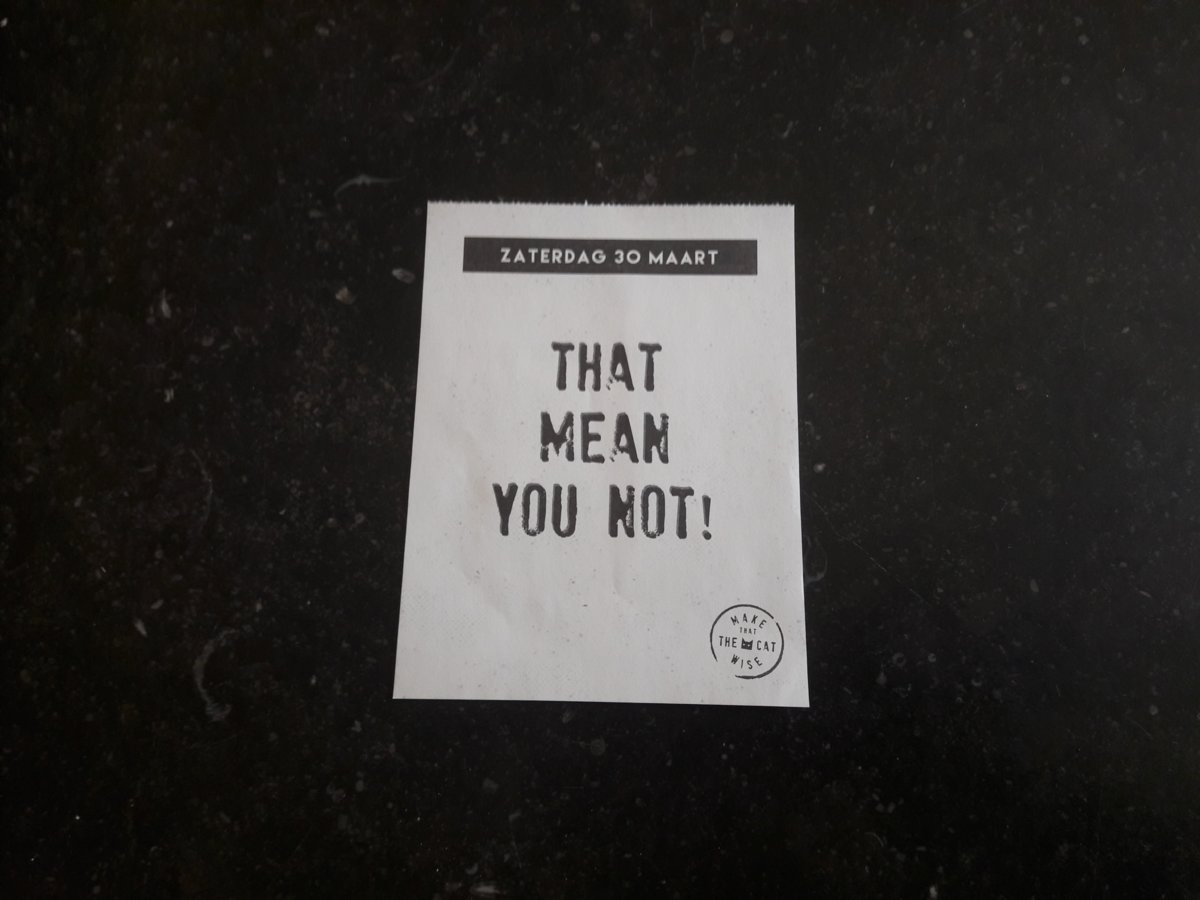 ZATERDAG 30 MAART
THAT
MEAN
YOU NOT!
MAKE
THAT
THE CAT
WISE